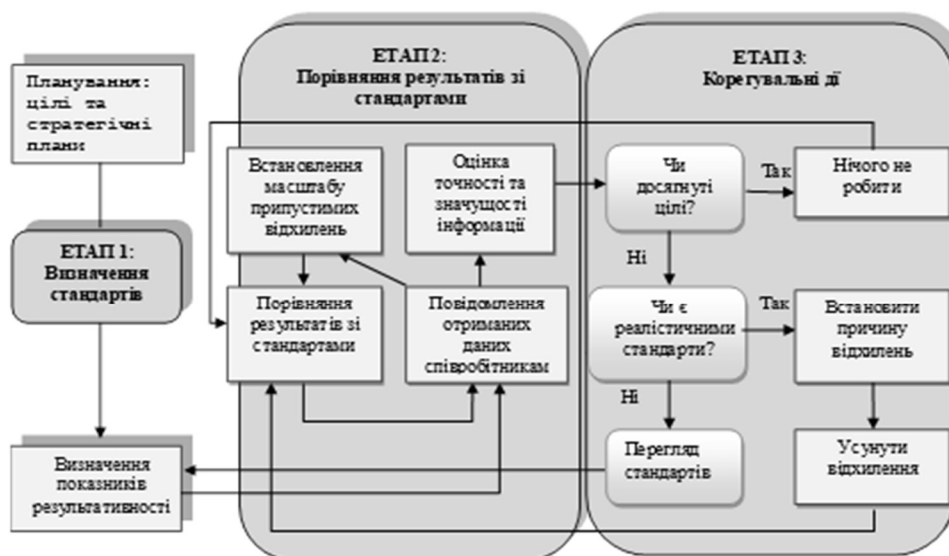 Планування:
цілі та
стратегічні
плани
ЕТАП 1:
Визначення
стандартів
Визначення
показників
результативності
ЕТАП 2:
Порівняння результатів зі
стандартами
Встановлення
масштабу
припустимих
відхилень
Оцінка
точності та
значущості
інформації
Порівняння
результатів зі
стандартами
Повідомлення
отриманих
даних
співробітникам
ЕТАП 3:
Корегувальні дії
Чи
досягнуті
цілі?
Так
Нічого не
робити
Ні
Чи є
реалістичними
стандарти?
Так
Встановити
причину
відхилень
Ні
Перегляд
стандартів
Усунути
відхилення